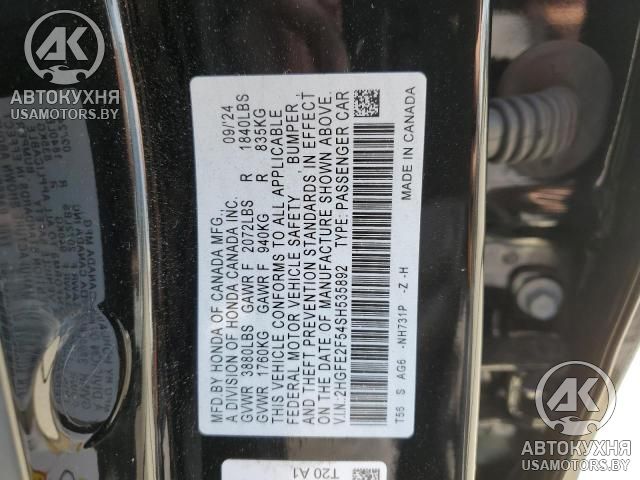 AK
АВТОКУХНЯ
USAMOTORS.BY
MFD.BY HONDA OF CANADA MFG., 09/24
A DIVISION OF HONDA CANADA INC.
GVWR 3880LBS GAWR F 2072LBS R 1840LBS
GVWR 1760KG GAWR F 940KG R 835KG
THIS VEHICLE CONFORMS TO ALL APPLICABLE
FEDERAL MOTOR VEHICLE SAFETY, BUMPER,
AND THEFT PREVENTION STANDARDS IN EFFECT
ON THE DATE OF MANUFACTURE SHOWN ABOVE.
V.I.N.:2HGFE2F54SH535892 TYPE: PASSENGER CAR
T56 S AG6 -NH731P -Z -H MADE IN CANADA
T20 A1
AK
АВТОКУХНЯ
USAMOTORS.BY